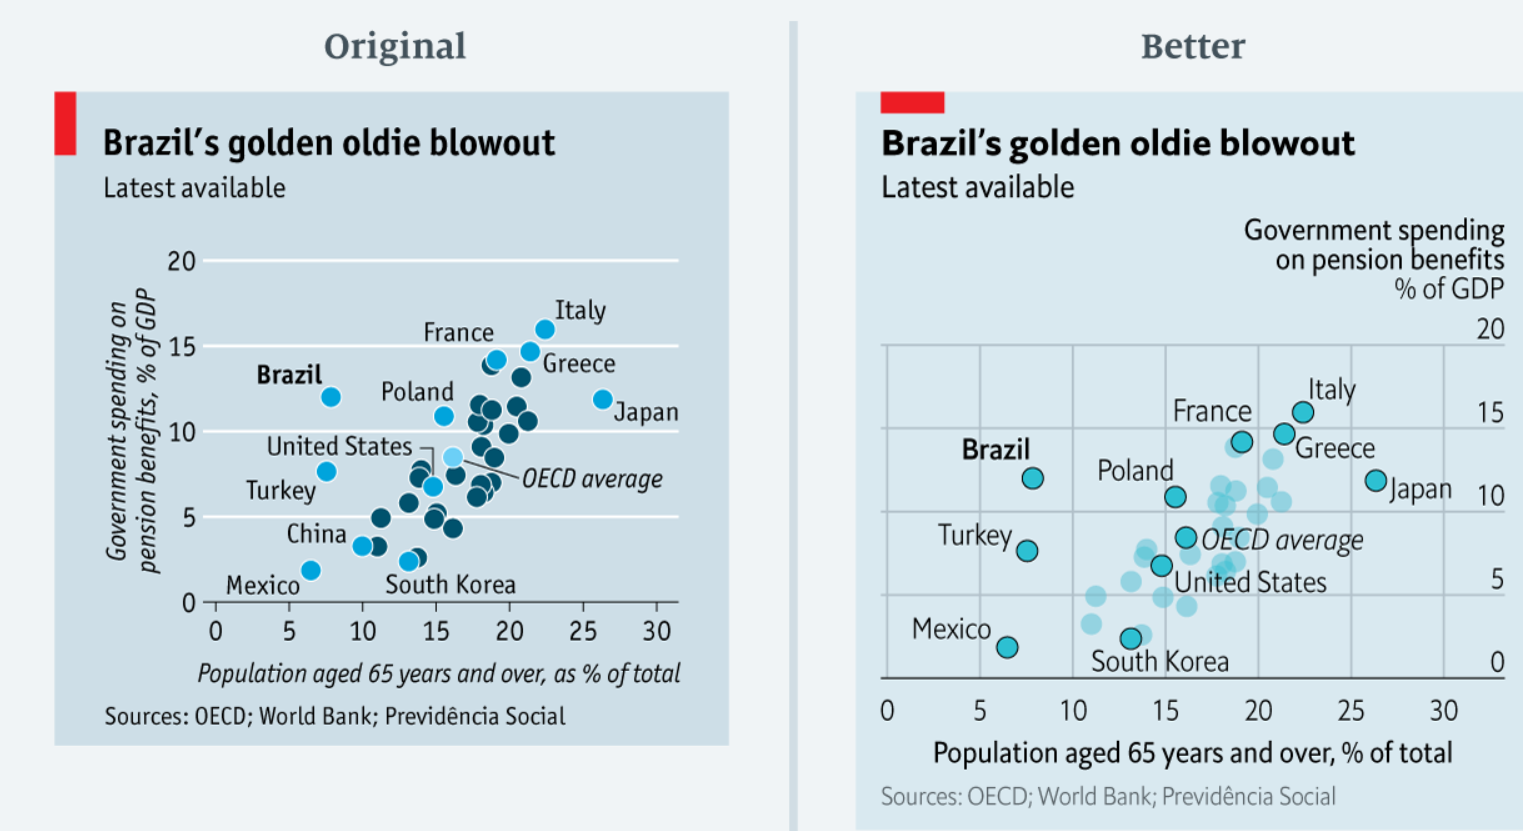 Original
Brazil's golden oldie blowout
Latest available
Government spending on
pension benefits, % of GDP
20
15
10
5
0
Italy
France
Greece
Brazil
Poland
Japan
United States
OECD average
Turkey
China
Mexico
South Korea
0 5 10 15 20 25 30
Population aged 65 years and over, as % of total
Sources: OECD; World Bank; Previdência Social
Better
Brazil's golden oldie blowout
Latest available
Government spending
on pension benefits
% of GDP
20
15
10
5
0
Italy
France
Greece
Brazil
Poland
Japan
Turkey
OECD average
United States
Mexico
South Korea
0 5 10 15 20 25 30
Population aged 65 years and over, % of total
Sources: OECD; World Bank; Previdência Social